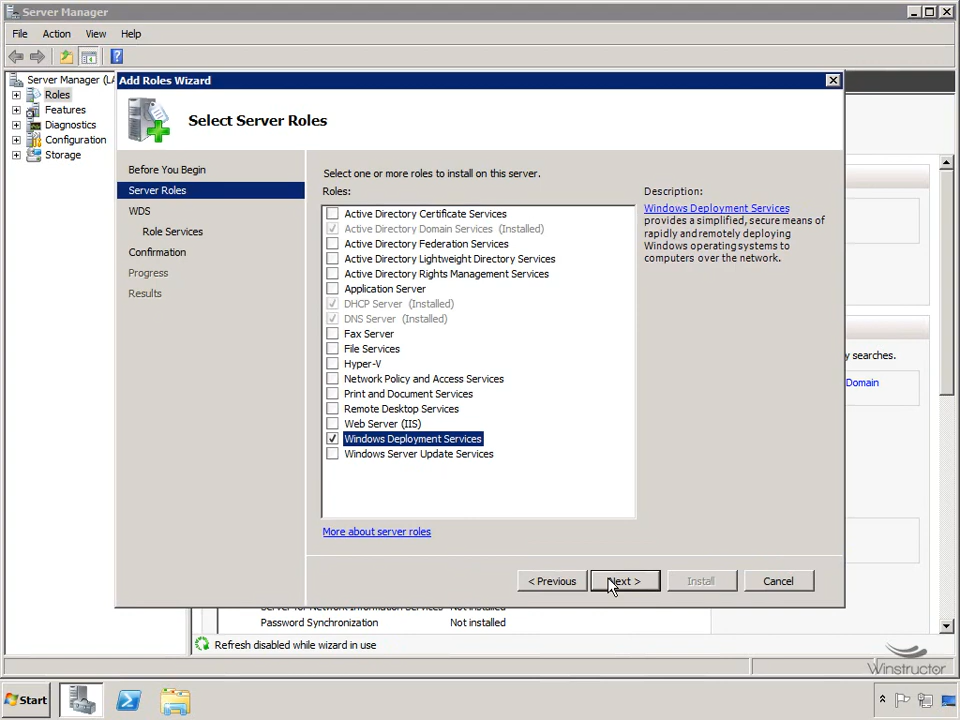 Server Manager
File Action View Help
Server Manager (LA
Roles
Features
Diagnostics
Configuration
Storage
Add Roles Wizard
Select Server Roles
Before You Begin
Server Roles
WDS
Role Services
Confirmation
Progress
Results
Select one or more roles to install on this server.
Roles:
Active Directory Certificate Services
Active Directory Domain Services (Installed)
Active Directory Federation Services
Active Directory Lightweight Directory Services
Active Directory Rights Management Services
Application Server
DHCP Server (Installed)
DNS Server (Installed)
Fax Server
File Services
Hyper-V
Network Policy and Access Services
Print and Document Services
Remote Desktop Services
Web Server (IIS)
Windows Deployment Services
Windows Server Update Services
More about server roles
Description:
Windows Deployment Services
provides a simplified, secure means of
rapidly and remotely deploying
Windows operating systems to
computers over the network.
< Previous
Next >
Install
Cancel
y searches.
Domain
Server for Network Information Services Not installed
Password Synchronization Not installed
Refresh disabled while wizard in use
Winstructor
Start